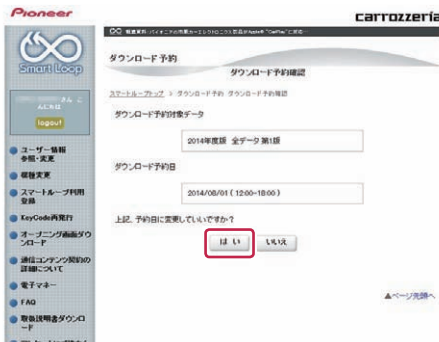 Pioneer
carrozzeria
Smart Loop
さん こ
んにちは
logout
ユーザー情報
参照・変更
機種変更
スマートループ利用
登録
KeyCode再発行
オープニング画面ダウ
ンロード
通信コンテンツ契約の
詳細について
電子マネー
FAQ
取扱説明書ダウンロ
ード
ダウンロード予約
ダウンロード予約確認
スマートループトップ > ダウンロード予約 ダウンロード予約確認
ダウンロード予約対象データ
2014年度版 全データ 第1版
ダウンロード予約日
2014/08/01 ( 12:00-18:00 )
上記、予約日に変更していいですか?
はい
いいえ
▲ページ先頭へ